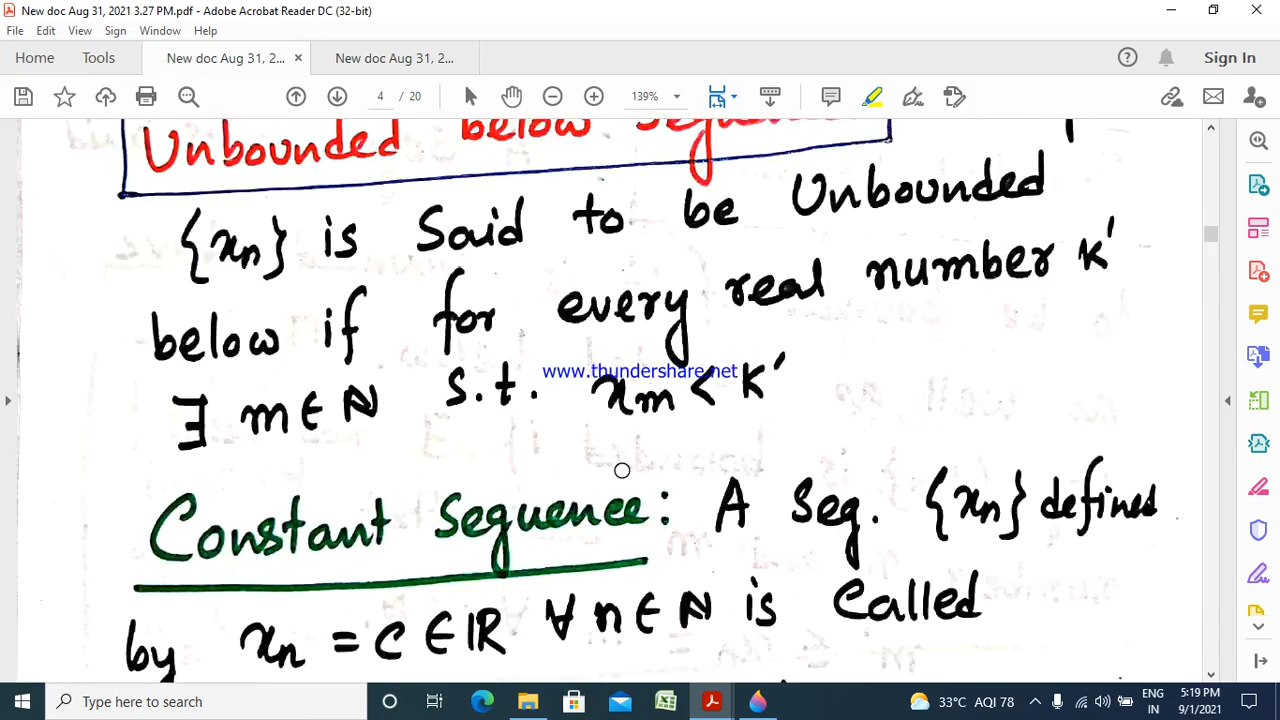 New doc Aug 31, 2021 3.27 PM.pdf - Adobe Acrobat Reader DC (32-bit)
File Edit View Sign Window Help
Home Tools New doc Aug 31, 2... × New doc Aug 31, 2... Sign In
4 / 20 139%
Unbounded below Sequence
{xn} is Said to be Unbounded
below if for every real number K'
∃ m ∈ ℕ s.t. xm < K'
www.thundershare.net
Constant Sequence: A Seq. {xn} defined
by xn = C ∈ ℝ ∀ n ∈ ℕ is Called
Type here to search
33°C AQI 78
ENG
IN
5:19 PM
9/1/2021